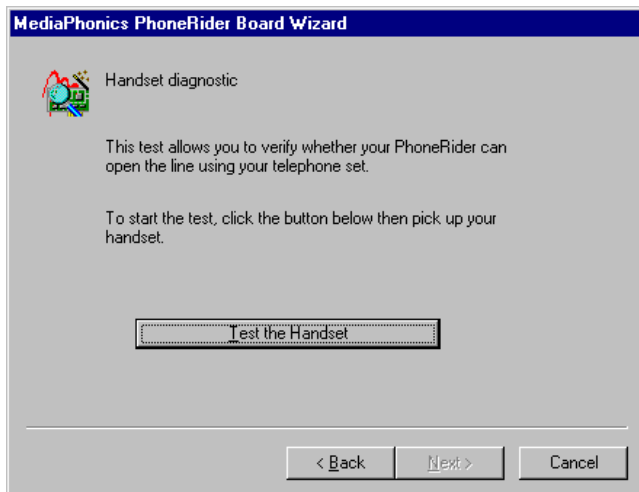 MediaPhonics PhoneRider Board Wizard
Handset diagnostic
This test allows you to verify whether your PhoneRider can
open the line using your telephone set.
To start the test, click the button below then pick up your
handset.
Test the Handset
< Back
Next >
Cancel